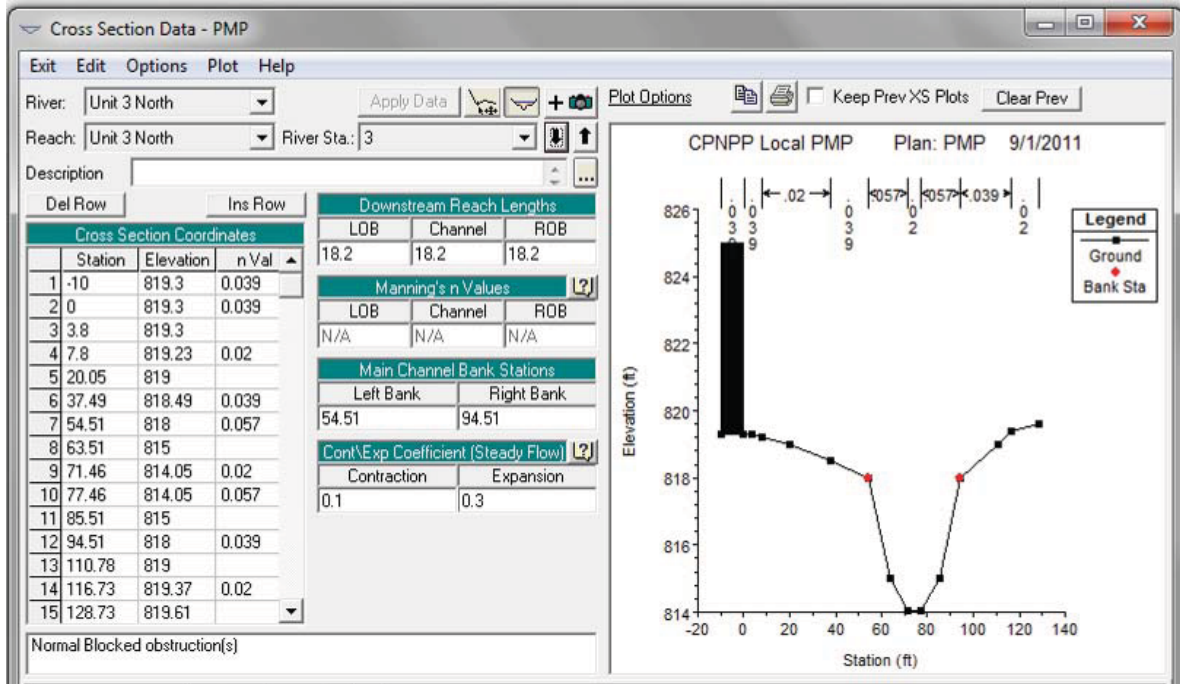 Cross Section Data - PMP
Exit Edit Options Plot Help
River: Unit 3 North
Apply Data
+
Reach: Unit 3 North
River Sta.: 3
Description
...
Del Row
Ins Row
Cross Section Coordinates
Station Elevation n Val
1 -10 819.3 0.039
2 0 819.3 0.039
3 3.8 819.3
4 7.8 819.23 0.02
5 20.05 819
6 37.49 818.49 0.039
7 54.51 818 0.057
8 63.51 815
9 71.46 814.05 0.02
10 77.46 814.05 0.057
11 85.51 815
12 94.51 818 0.039
13 110.78 819
14 116.73 819.37 0.02
15 128.73 819.61
Downstream Reach Lengths
LOB Channel ROB
18.2 18.2 18.2
Manning's n Values
LOB Channel ROB
N/A N/A N/A
Main Channel Bank Stations
Left Bank Right Bank
54.51 94.51
Cont\Exp Coefficient (Steady Flow)
Contraction Expansion
0.1 0.3
Normal Blocked obstruction(s)
Plot Options
Keep Prev XS Plots
Clear Prev
CPNPP Local PMP Plan: PMP 9/1/2011
.039 .039 .02 .039 .057 .02 .057 .039 .02
Legend
Ground
Bank Sta
826
824
822
820
818
816
814
Elevation (ft)
-20 0 20 40 60 80 100 120 140
Station (ft)